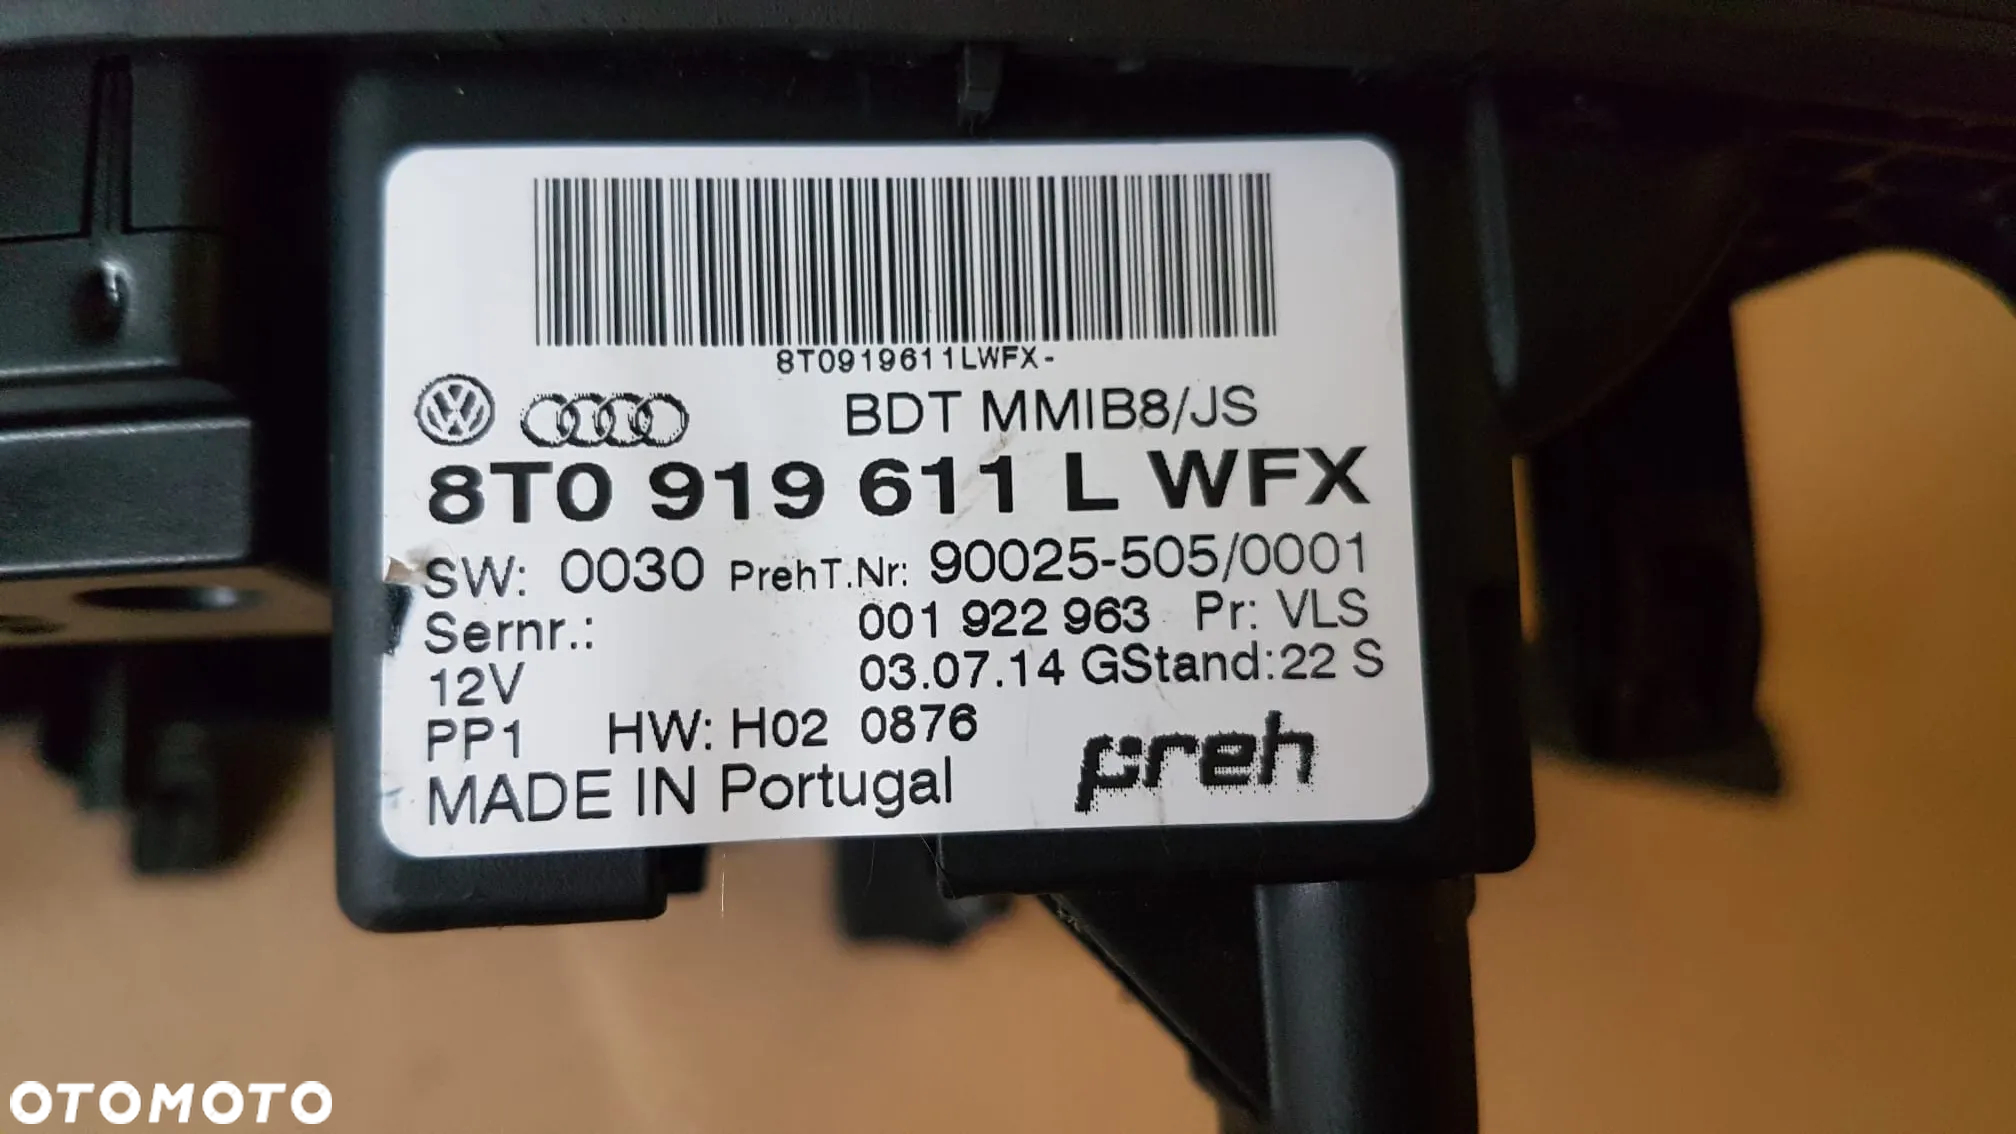 8T0919611LWFX-
BDT MMIB8/JS
8T0 919 611 L WFX
SW: 0030 PrehT.Nr: 90025-505/0001
Sernr.: 001 922 963 Pr: VLS
12V 03.07.14 GStand:22 S
PP1 HW: H02 0876
MADE IN Portugal preh
OTOMOTO